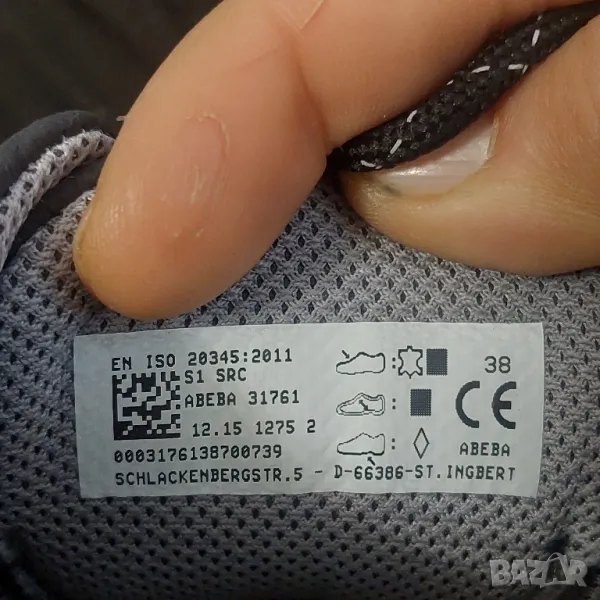 EN ISO 20345:2011
S1 SRC
ABEBA 31761
12.15 1275 2
0003176138700739
SCHLACKENBERGSTR.5 - D-66386-ST.INGBERT
38
CE
ABEBA
BAZAR